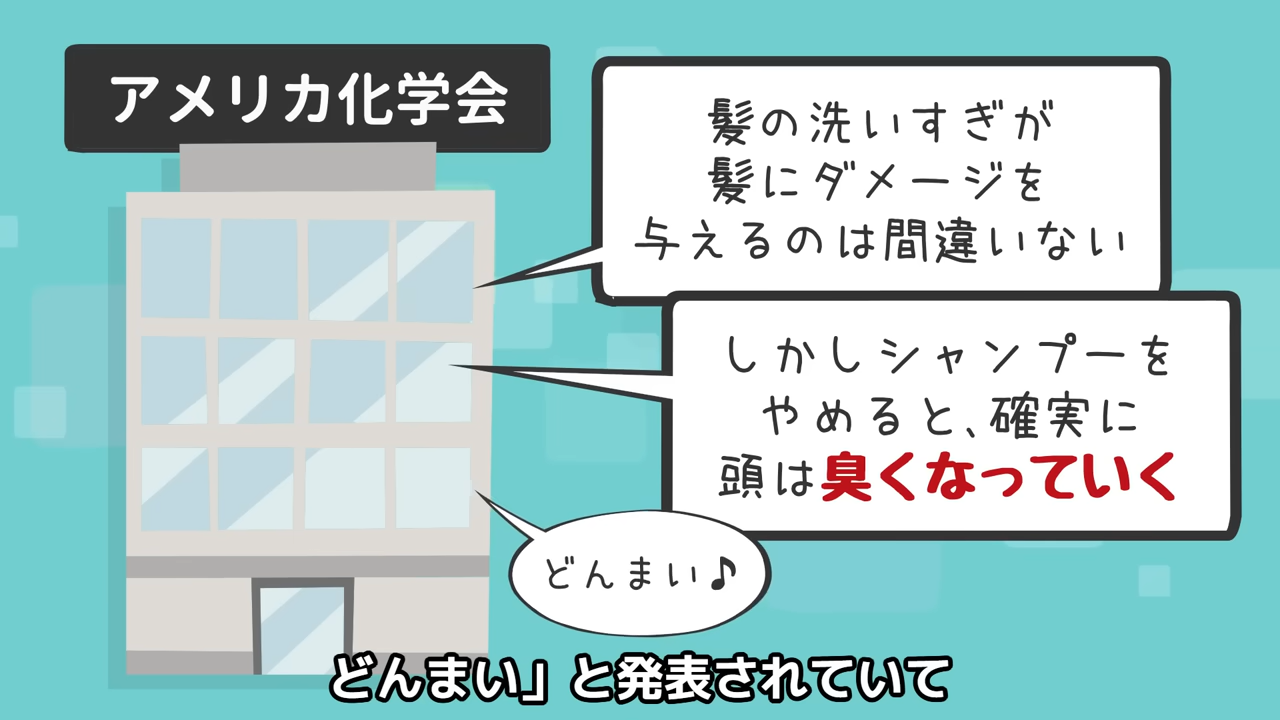 アメリカ化学会
髪の洗いすぎが
髪にダメージを
与えるのは間違いない
しかしシャンプーを
やめると、確実に
頭は臭くなっていく
どんまい♪
どんまい」と発表されていて